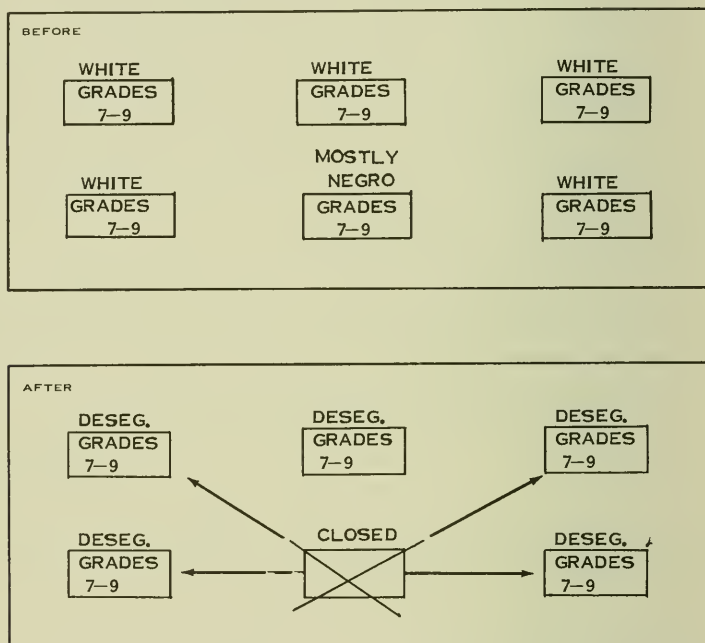 BEFORE
WHITE
GRADES
7-9
WHITE
GRADES
7-9
WHITE
GRADES
7-9
WHITE
GRADES
7-9
MOSTLY
NEGRO
GRADES
7-9
WHITE
GRADES
7-9
AFTER
DESEG.
GRADES
7-9
DESEG.
GRADES
7-9
DESEG.
GRADES
7-9
DESEG.
GRADES
7-9
CLOSED
DESEG.
GRADES
7-9